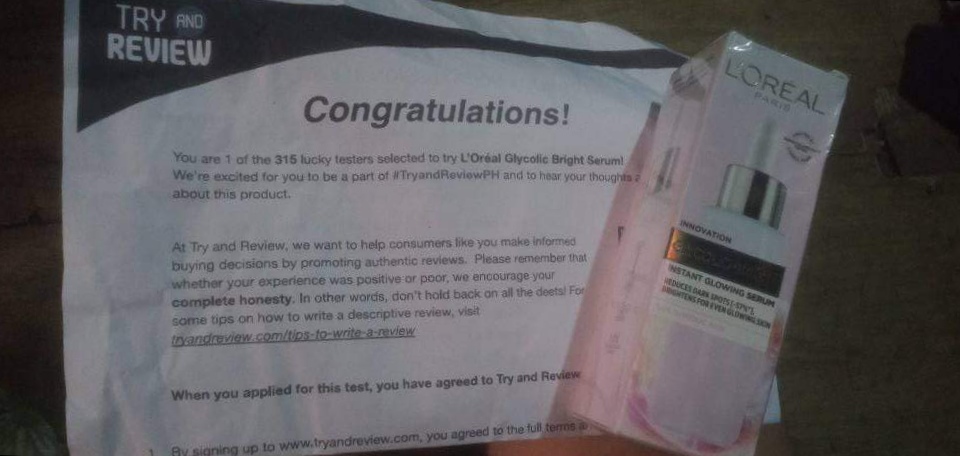 TRY AND
REVIEW
Congratulations!
You are 1 of the 315 lucky testers selected to try L'Oréal Glycolic Bright Serum!
We're excited for you to be a part of #TryandReviewPH and to hear your thoughts
about this product.
At Try and Review, we want to help consumers like you make informed
buying decisions by promoting authentic reviews. Please remember that
whether your experience was positive or poor, we encourage your
complete honesty. In other words, don't hold back on all the deets! For
some tips on how to write a descriptive review, visit
tryandreview.com/tips-to-write-a-review
When you applied for this test, you have agreed to Try and Review
By signing up to www.tryandreview.com, you agreed to the full terms
L'ORÉAL
PARIS
INNOVATION
INSTANT GLOWING SERUM
REDUCES DARK SPOTS [-57%*],
BRIGHTENS FOR EVEN GLOWING SKIN